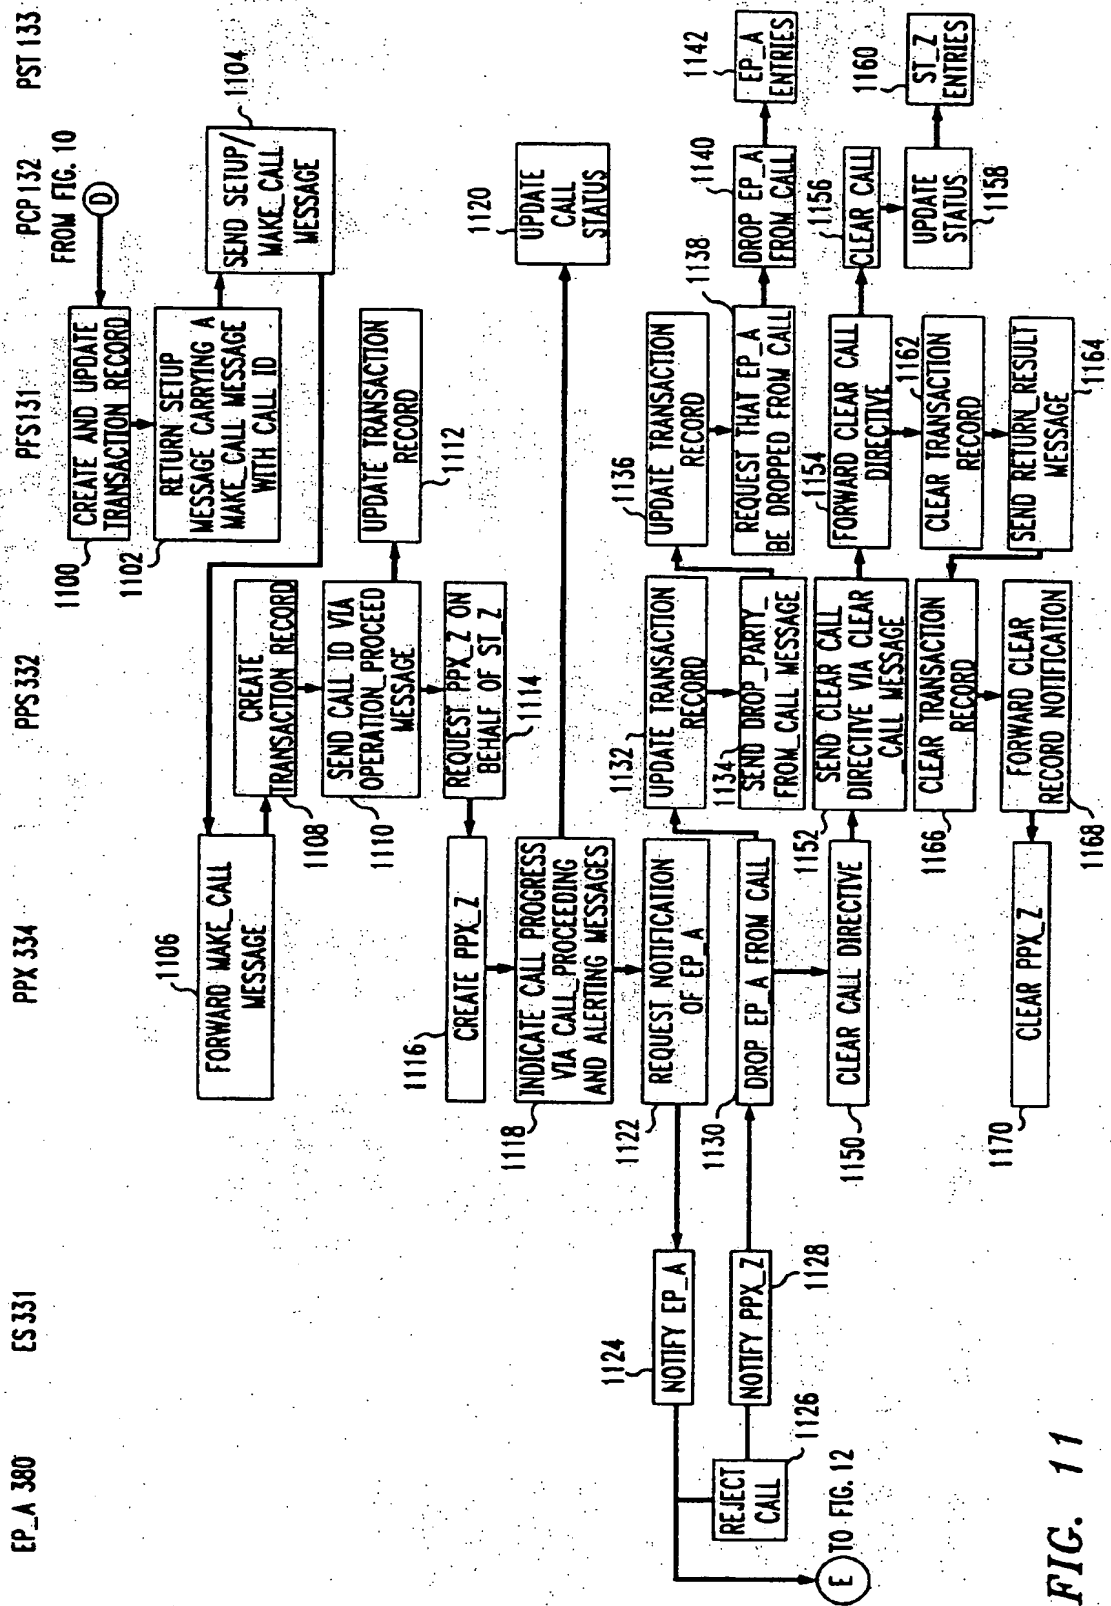 EP_A 380
ES 331
PPX 334
PPS 332
PFS131
PCP 132
PST 133
FROM FIG. 10
D
1100
CREATE AND UPDATE
TRANSACTION RECORD
1102
RETURN SETUP
MESSAGE CARRYING A
MAKE_CALL MESSAGE
WITH CALL ID
1104
SEND SETUP/
MAKE_CALL
MESSAGE
1106
FORWARD MAKE_CALL
MESSAGE
CREATE
TRANSACTION RECORD
1108
SEND CALL ID VIA
OPERATION_PROCEED
MESSAGE
1110
UPDATE TRANSACTION
RECORD
1112
REQUEST PPX_Z ON
BEHALF OF ST_Z
1114
1116
CREATE PPX_Z
INDICATE CALL PROGRESS
VIA CALL_PROCEEDING
AND ALERTING MESSAGES
1118
1120
UPDATE
CALL
STATUS
REQUEST NOTIFICATION
OF EP_A
1122
1124
NOTIFY EP_A
REJECT
CALL
1126
NOTIFY PPX_Z
1128
DROP EP_A FROM CALL
1130
1132
UPDATE TRANSACTION
RECORD
1134
SEND DROP_PARTY_
FROM_CALL MESSAGE
1136
UPDATE TRANSACTION
RECORD
1138
REQUEST THAT EP_A
BE DROPPED FROM CALL
DROP EP_A
FROM CALL
1140
EP_A
ENTRIES
1142
CLEAR CALL DIRECTIVE
1150
1152
SEND CLEAR CALL
DIRECTIVE VIA CLEAR
_CALL MESSAGE
1154
FORWARD CLEAR CALL
DIRECTIVE
1156
CLEAR CALL
UPDATE
STATUS
1158
1160
ST_Z
ENTRIES
1162
CLEAR TRANSACTION
RECORD
SEND RETURN_RESULT
MESSAGE
1164
CLEAR TRANSACTION
RECORD
1166
FORWARD CLEAR
RECORD NOTIFICATION
1168
CLEAR PPX_Z
1170
E
TO FIG. 12
FIG. 11